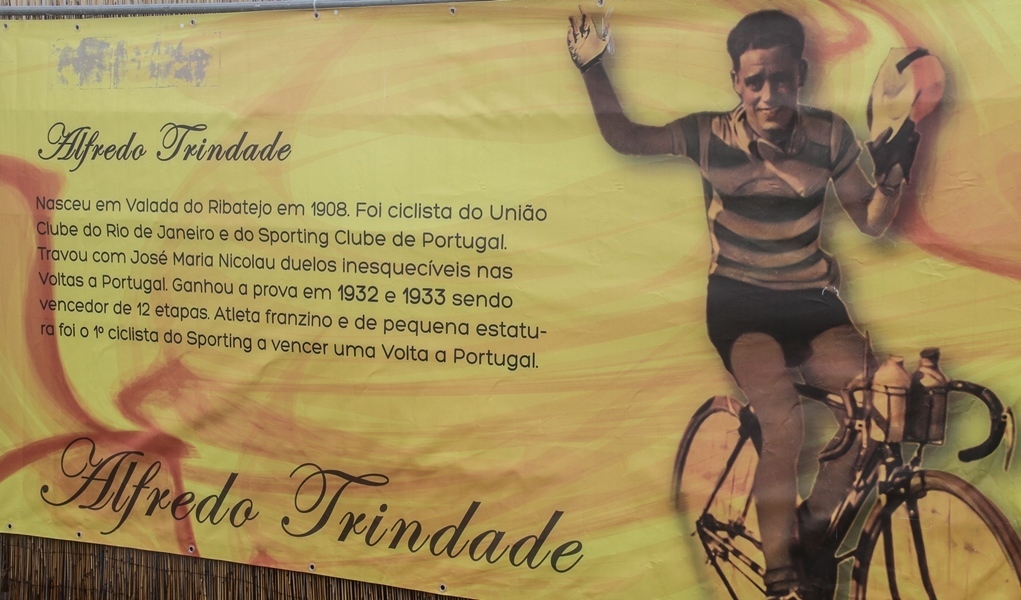 Alfredo Trindade
Nasceu em Valada do Ribatejo em 1908. Foi ciclista do União
Clube do Rio de Janeiro e do Sporting Clube de Portugal.
Travou com José Maria Nicolau duelos inesquecíveis nas
Voltas a Portugal. Ganhou a prova em 1932 e 1933 sendo
vencedor de 12 etapas. Atleta franzino e de pequena estatu-
ra foi o 1º ciclista do Sporting a vencer uma Volta a Portugal.
Alfredo Trindade